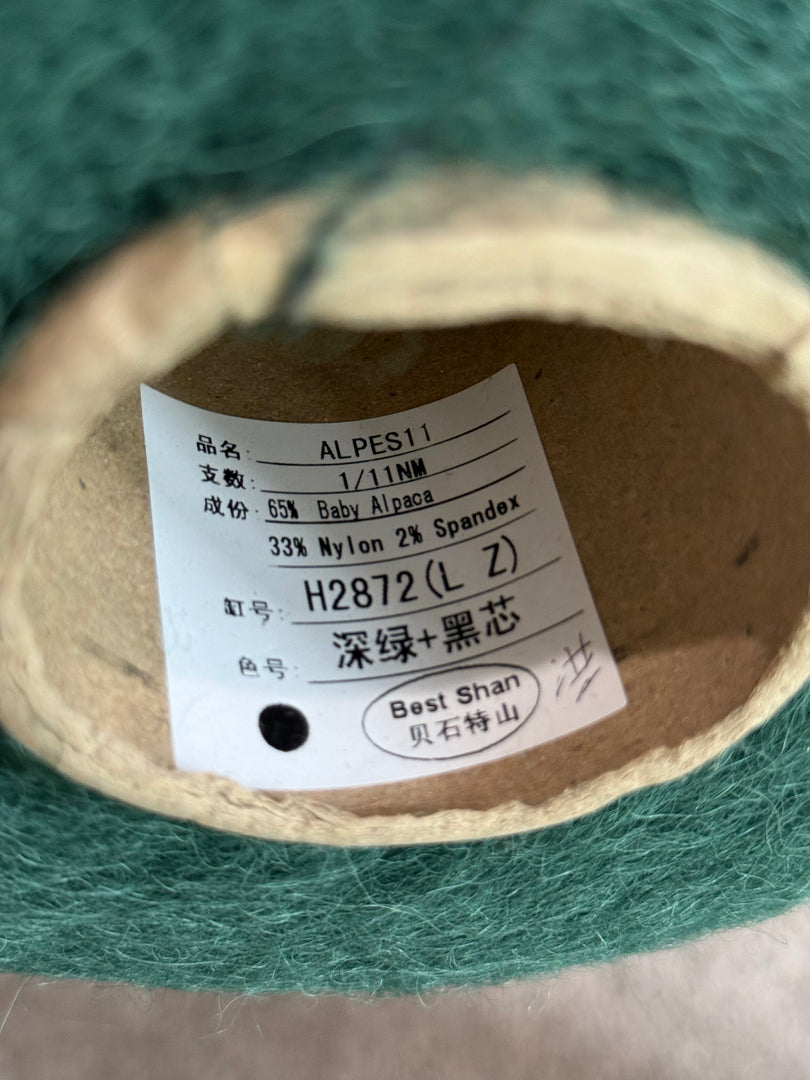 品名: ALPES11
支数: 1/11NM
成份: 65% Baby Alpaca
33% Nylon 2% Spandex
缸号: H2872(L Z)
色号: 深绿+黑芯
Best Shan
贝石特山
洪